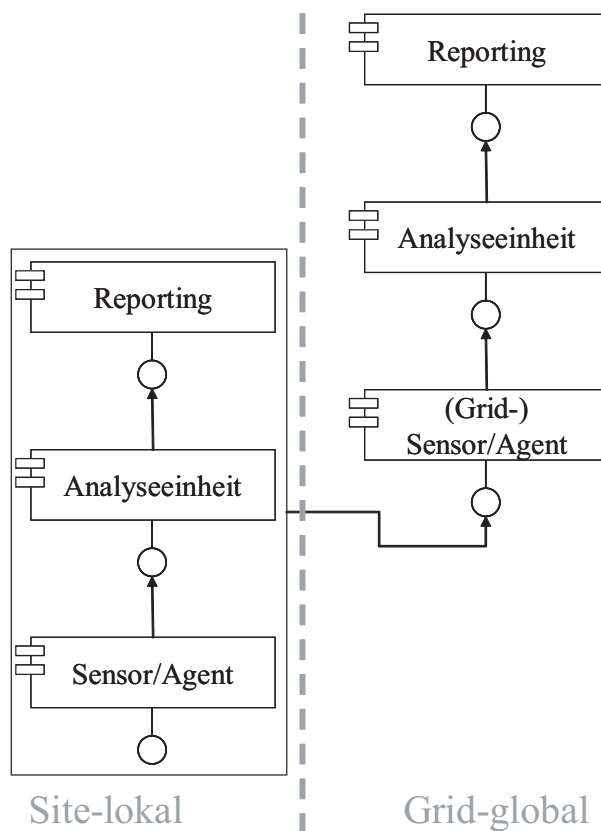 Reporting
Analyseeinheit
(Grid-)
Sensor/Agent
Reporting
Analyseeinheit
Sensor/Agent
Site-lokal
Grid-global